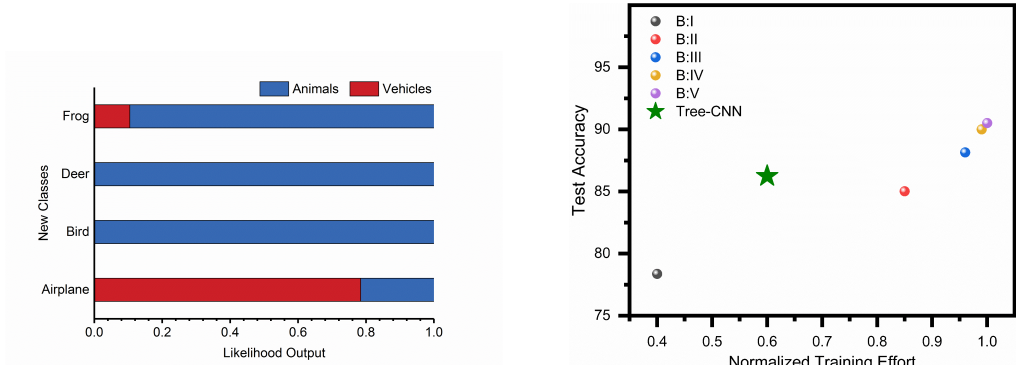 Animals Vehicles
Frog
Deer
Bird
Airplane
New Classes
0.0 0.2 0.4 0.6 0.8 1.0
Likelihood Output
B:I
B:II
B:III
B:IV
B:V
Tree-CNN
95
90
85
80
75
Test Accuracy
0.4 0.5 0.6 0.7 0.8 0.9 1.0
Normalized Training Effort